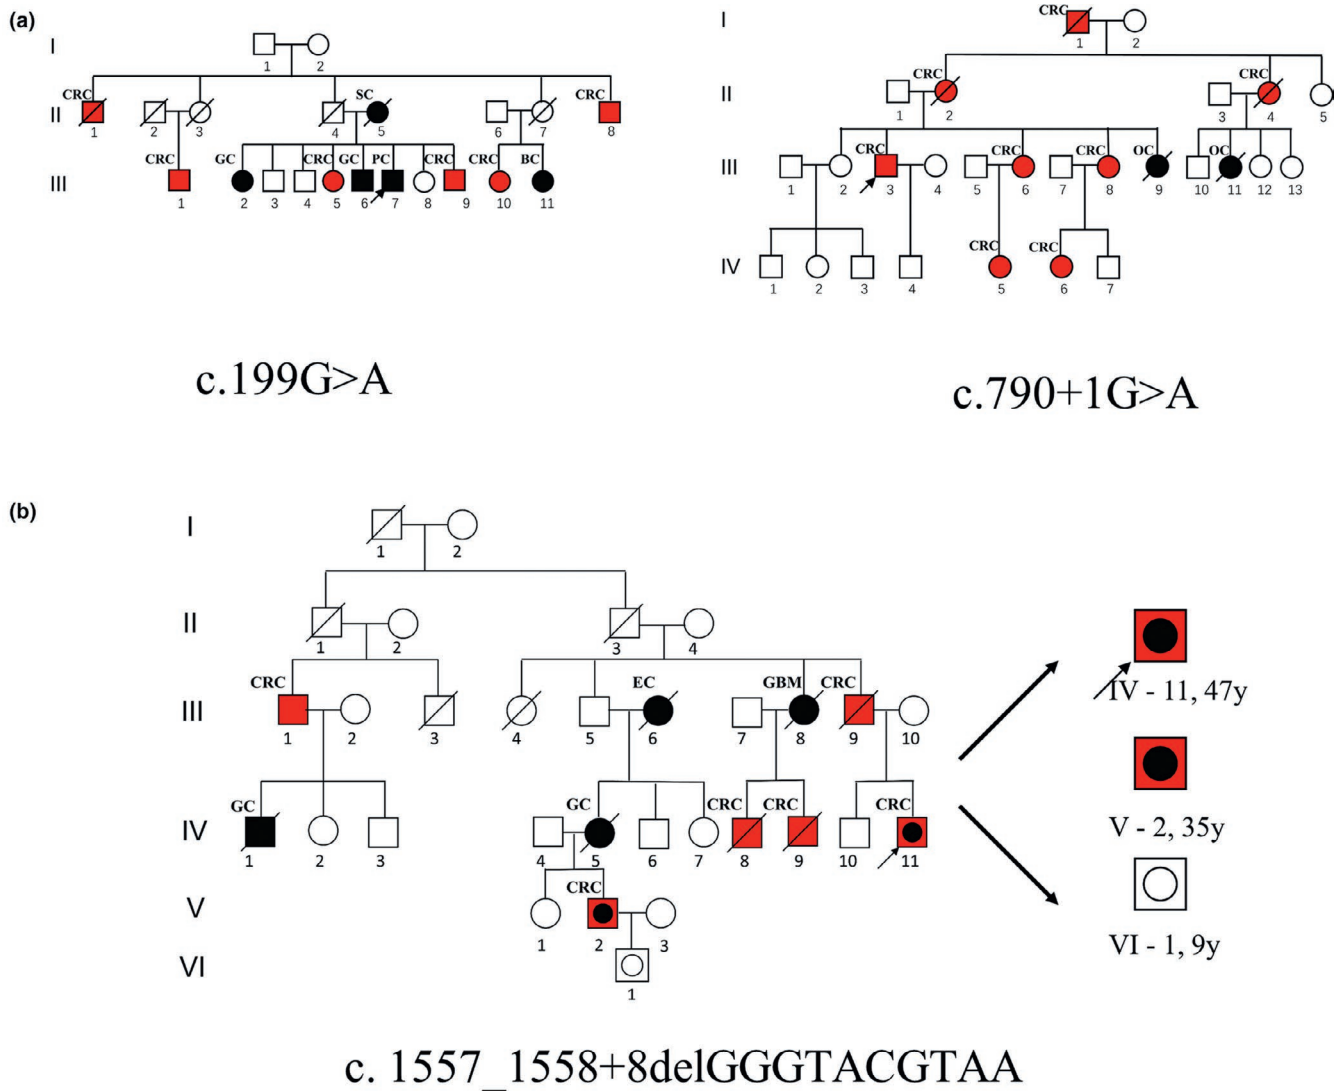 (a)
I
1 2
CRC SC CRC
II
1 2 3 4 5 6 7 8
CRC GC CRC GC PC CRC CRC BC
III
1 2 3 4 5 6 7 8 9 10 11
c.199G>A
CRC
I
1 2
CRC CRC
II
1 2 3 4 5
CRC CRC CRC OC OC
III
1 2 3 4 5 6 7 8 9 10 11 12 13
CRC CRC
IV
1 2 3 4 5 6 7
c.790+1G>A
(b)
I
1 2
II
1 2 3 4
CRC EC GBM CRC
III
1 2 3 4 5 6 7 8 9 10
GC GC CRC CRC CRC
IV
1 2 3 4 5 6 7 8 9 10 11
CRC
V
1 2 3
VI
1
IV - 11, 47y
V - 2, 35y
VI - 1, 9y
c. 1557_1558+8delGGGTACGTAA